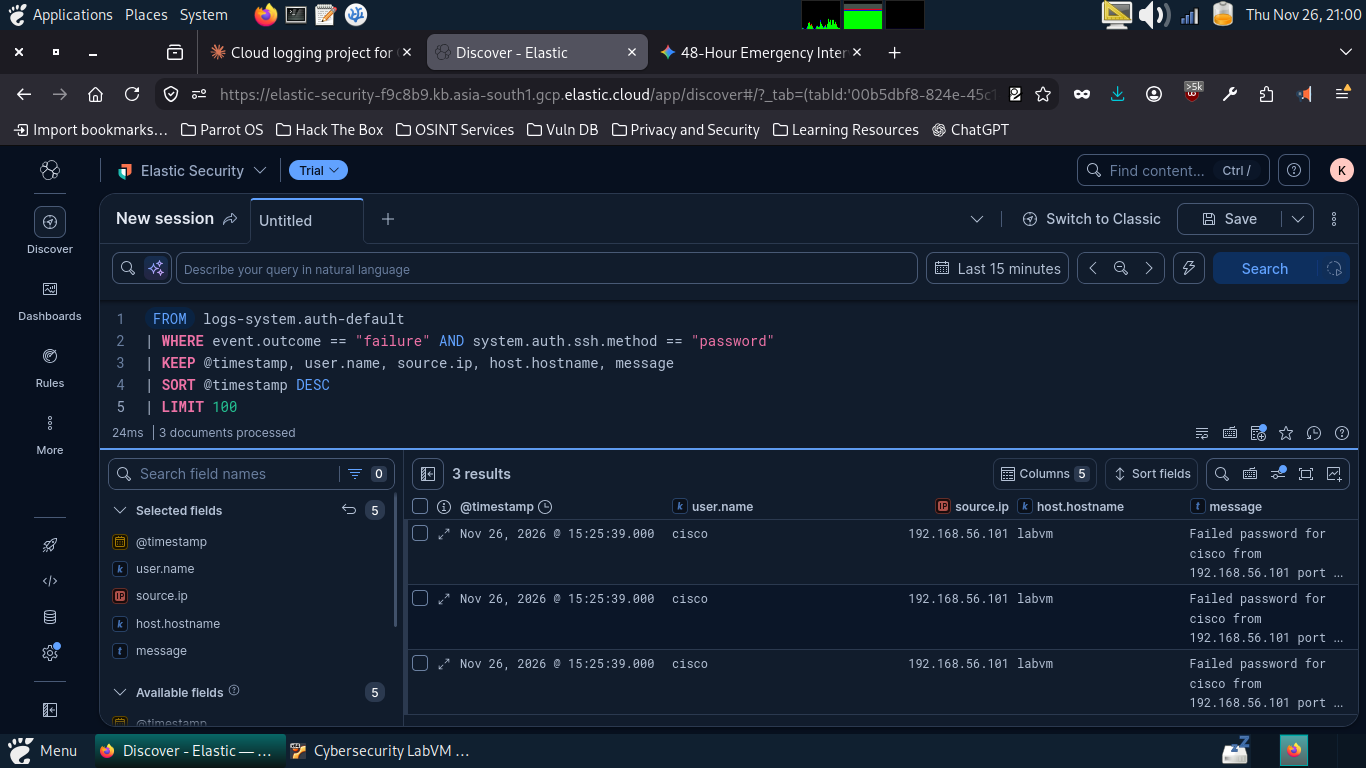 Applications Places System Thu Nov 26, 21:00
Cloud logging project for Discover - Elastic 48-Hour Emergency Inter
https://elastic-security-f9c8b9.kb.asia-south1.gcp.elastic.cloud/app/discover#/?_tab=(tabId:'00b5dbf8-824e-45c1 >5k
Import bookmarks… Parrot OS Hack The Box OSINT Services Vuln DB Privacy and Security Learning Resources ChatGPT
Elastic Security Trial Find content... Ctrl / K
New session Untitled Switch to Classic Save
Discover
Describe your query in natural language Last 15 minutes Search
Dashboards
Rules
More
1 FROM logs-system.auth-default
2 | WHERE event.outcome == "failure" AND system.auth.ssh.method == "password"
3 | KEEP @timestamp, user.name, source.ip, host.hostname, message
4 | SORT @timestamp DESC
5 | LIMIT 100
24ms 3 documents processed
Search field names 0 3 results Columns 5 Sort fields
Selected fields 5
@timestamp
user.name
source.ip
host.hostname
message
Available fields 5
@timestamp
@timestamp user.name source.ip host.hostname message
Nov 26, 2026 @ 15:25:39.000 cisco 192.168.56.101 labvm Failed password for
cisco from
192.168.56.101 port …
Nov 26, 2026 @ 15:25:39.000 cisco 192.168.56.101 labvm Failed password for
cisco from
192.168.56.101 port …
Nov 26, 2026 @ 15:25:39.000 cisco 192.168.56.101 labvm Failed password for
cisco from
192.168.56.101 port …
Menu Discover - Elastic — … Cybersecurity LabVM …